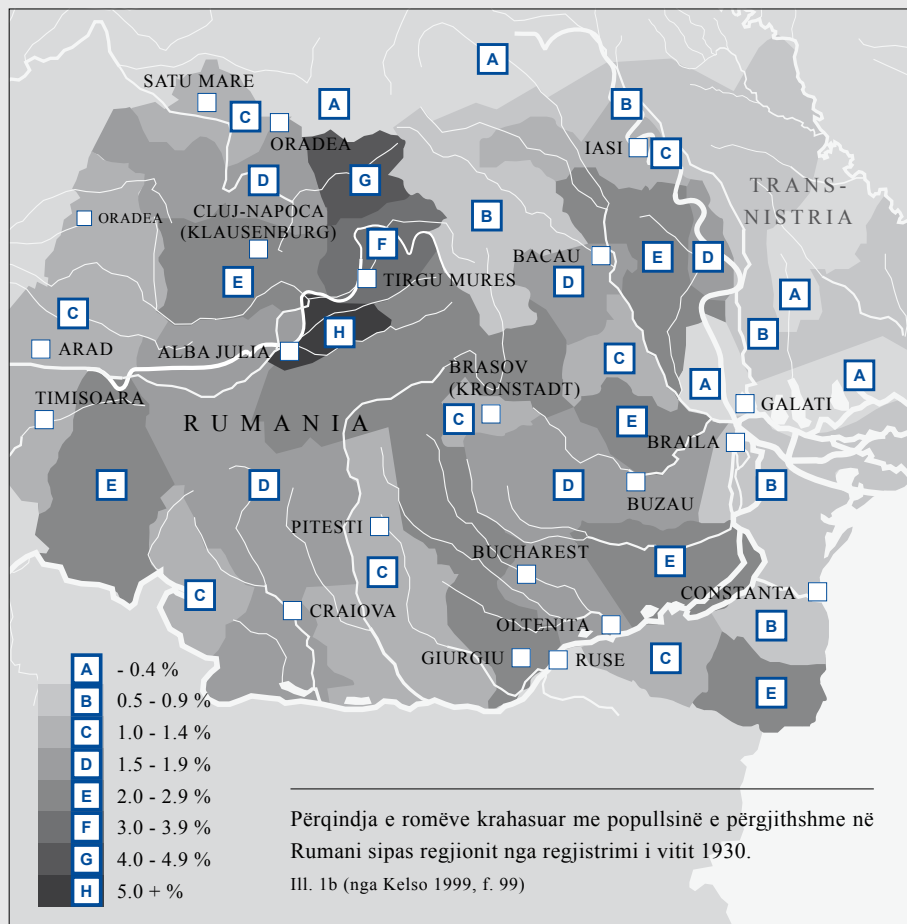 A
SATU MARE
A
B
C
ORADEA
IASI
C
D
G
TRANS-
NISTRIA
CLUJ-NAPOCA
(KLAUSENBURG)
ORADEA
B
F
BACAU
E
D
E
TIRGU MURES
D
A
C
H
B
ARAD
ALBA JULIA
BRASOV
(KRONSTADT)
C
A
A
TIMISOARA
RUMANIA
C
E
GALATI
BRAILA
E
D
D
B
BUZAU
PITESTI
BUCHAREST
C
E
C
CRAIOVA
CONSTANTA
OLTENITA
B
GIURGIU
RUSE
C
E
A - 0.4 %
B 0.5 - 0.9 %
C 1.0 - 1.4 %
D 1.5 - 1.9 %
E 2.0 - 2.9 %
F 3.0 - 3.9 %
G 4.0 - 4.9 %
H 5.0 + %
Përqindja e romëve krahasuar me popullsinë e përgjithshme në
Rumani sipas regjionit nga regjistrimi i vitit 1930.
Ill. 1b (nga Kelso 1999, f. 99)